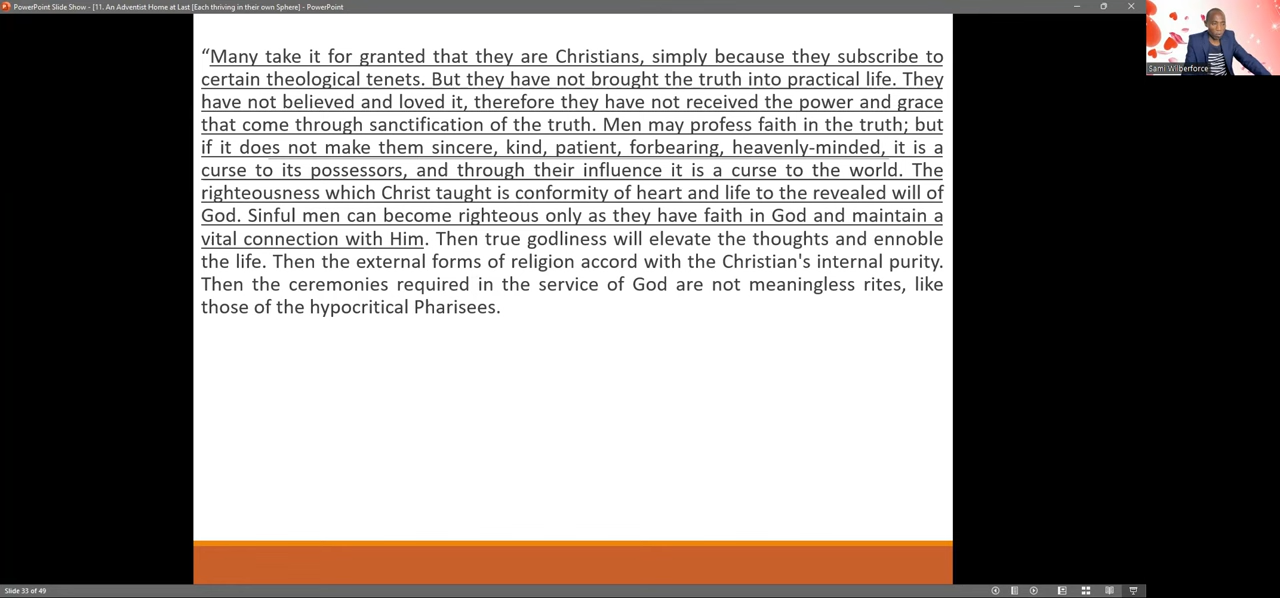 PowerPoint Slide Show - [11. An Adventist Home at Last [Each thriving in their own Sphere] - PowerPoint
Sami Wilberforce
“Many take it for granted that they are Christians, simply because they subscribe to
certain theological tenets. But they have not brought the truth into practical life. They
have not believed and loved it, therefore they have not received the power and grace
that come through sanctification of the truth. Men may profess faith in the truth; but
if it does not make them sincere, kind, patient, forbearing, heavenly-minded, it is a
curse to its possessors, and through their influence it is a curse to the world. The
righteousness which Christ taught is conformity of heart and life to the revealed will of
God. Sinful men can become righteous only as they have faith in God and maintain a
vital connection with Him. Then true godliness will elevate the thoughts and ennoble
the life. Then the external forms of religion accord with the Christian's internal purity.
Then the ceremonies required in the service of God are not meaningless rites, like
those of the hypocritical Pharisees.
Slide 33 of 49